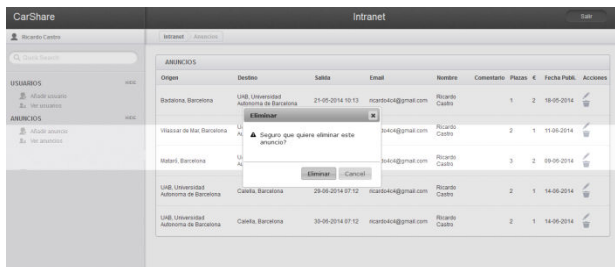 CarShare
Intranet
Salir
Ricardo Castro
Intranet Anuncios
Quick Search
USUARIOS
Añadir usuario
Ver usuarios
ANUNCIOS
Añadir anuncio
Ver anuncios
ANUNCIOS
Origen Destino Salida Email Nombre Comentario Plazas € Fecha Publ. Acciones
Badalona, Barcelona UAB, Universidad Autonoma de Barcelona 21-05-2014 10:13 ricardo4c4@gmail.com Ricardo Castro 1 2 18-05-2014
Vilassar de Mar, Barcelona Ricardo Castro 2 1 11-06-2014
Mataró, Barcelona Ricardo Castro 3 2 09-06-2014
UAB, Universidad Autonoma de Barcelona Calella, Barcelona 29-06-2014 07:12 ricardo4c4@gmail.com Ricardo Castro 2 1 14-06-2014
UAB, Universidad Autonoma de Barcelona Calella, Barcelona 30-06-2014 07:12 ricardo4c4@gmail.com Ricardo Castro 2 1 14-06-2014
Eliminar
Seguro que quiere eliminar este
anuncio?
Eliminar Cancel